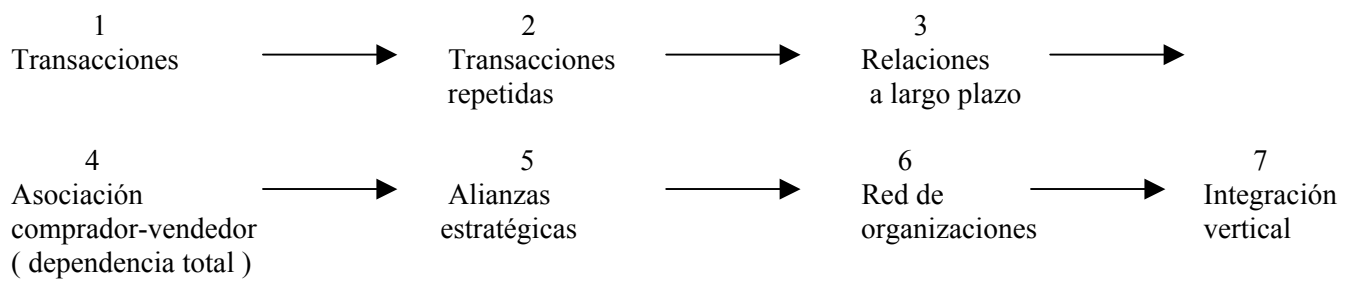 1 2 3
Transacciones Transacciones Relaciones
repetidas a largo plazo
4 5 6 7
Asociación Alianzas Red de Integración
comprador-vendedor estratégicas organizaciones vertical
( dependencia total )